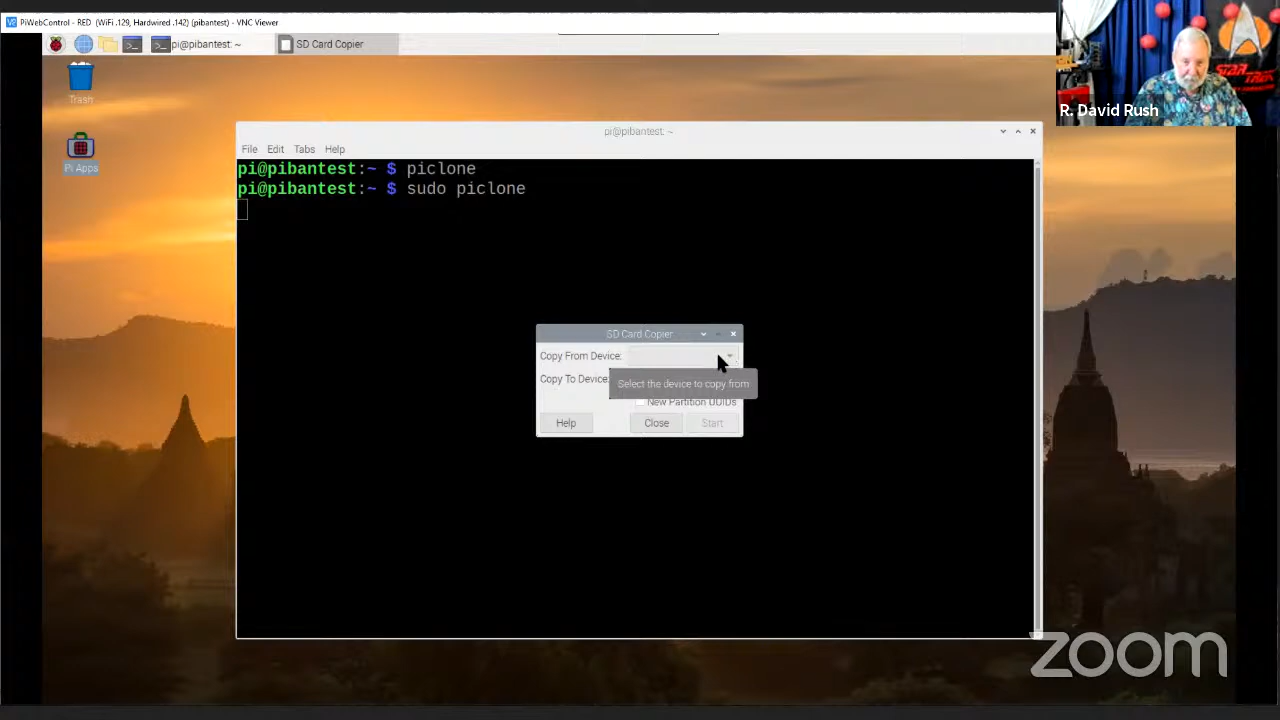 PiWebControl - RED (WiFi .129, Hardwired .142) (pibantest) - VNC Viewer
pi@pibantest: ~
SD Card Copier
Trash
Pi Apps
R. David Rush
STAR TREK
pi@pibantest: ~
File Edit Tabs Help
pi@pibantest:~ $ piclone
pi@pibantest:~ $ sudo piclone
SD Card Copier
Copy From Device:
Copy To Device:
Select the device to copy from
New Partition UUIDs
Help Close Start
zoom